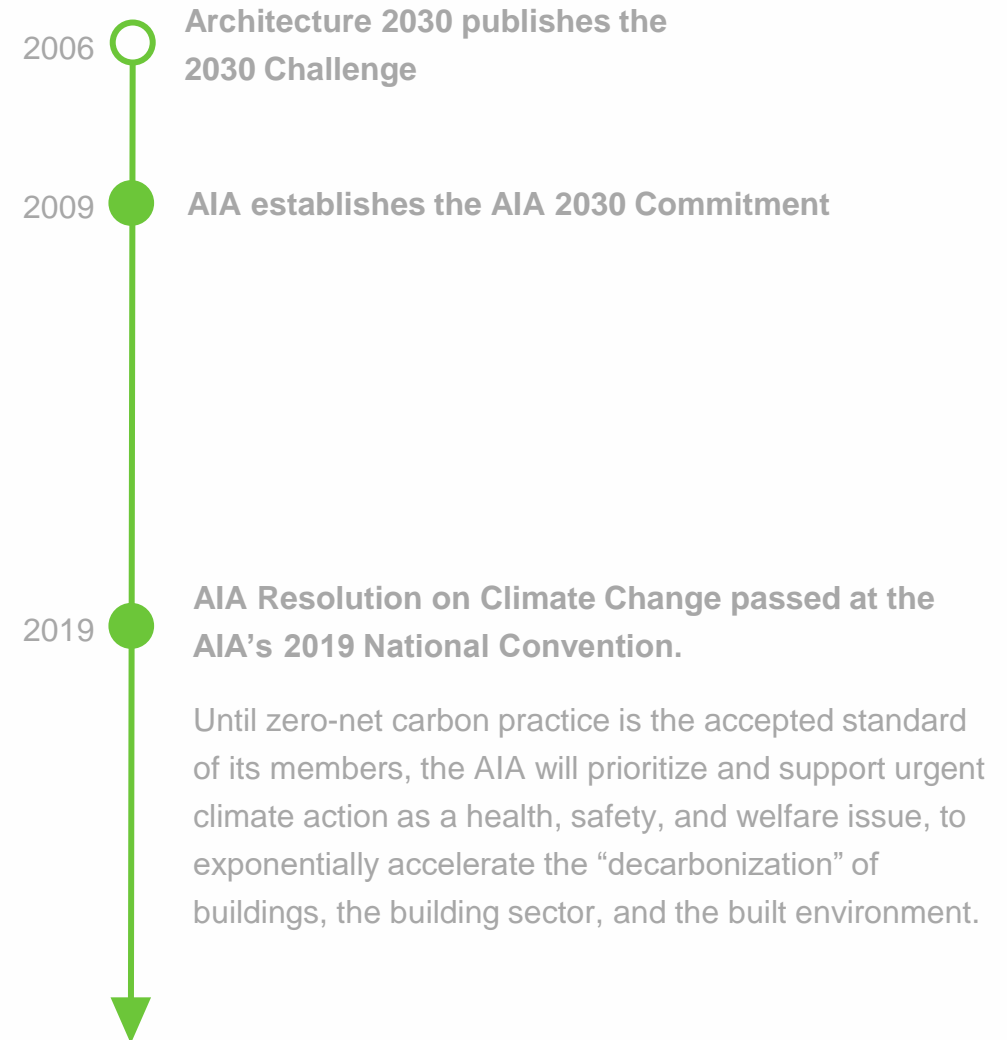 2006
Architecture 2030 publishes the
2030 Challenge
2009
AIA establishes the AIA 2030 Commitment
2019
AIA Resolution on Climate Change passed at the
AIA’s 2019 National Convention.
Until zero-net carbon practice is the accepted standard
of its members, the AIA will prioritize and support urgent
climate action as a health, safety, and welfare issue, to
exponentially accelerate the “decarbonization” of
buildings, the building sector, and the built environment.